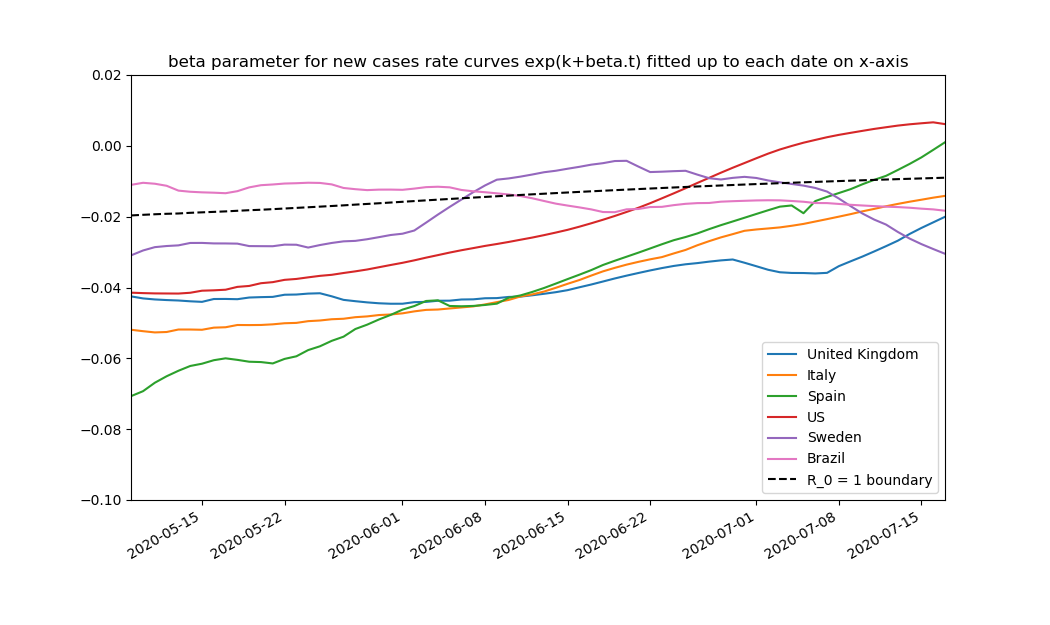 beta parameter for new cases rate curves exp(k+beta.t) fitted up to each date on x-axis
0.02
0.00
−0.02
−0.04
−0.06
−0.08
−0.10
United Kingdom
Italy
Spain
US
Sweden
Brazil
R_0 = 1 boundary
2020-05-15
2020-05-22
2020-06-01
2020-06-08
2020-06-15
2020-06-22
2020-07-01
2020-07-08
2020-07-15